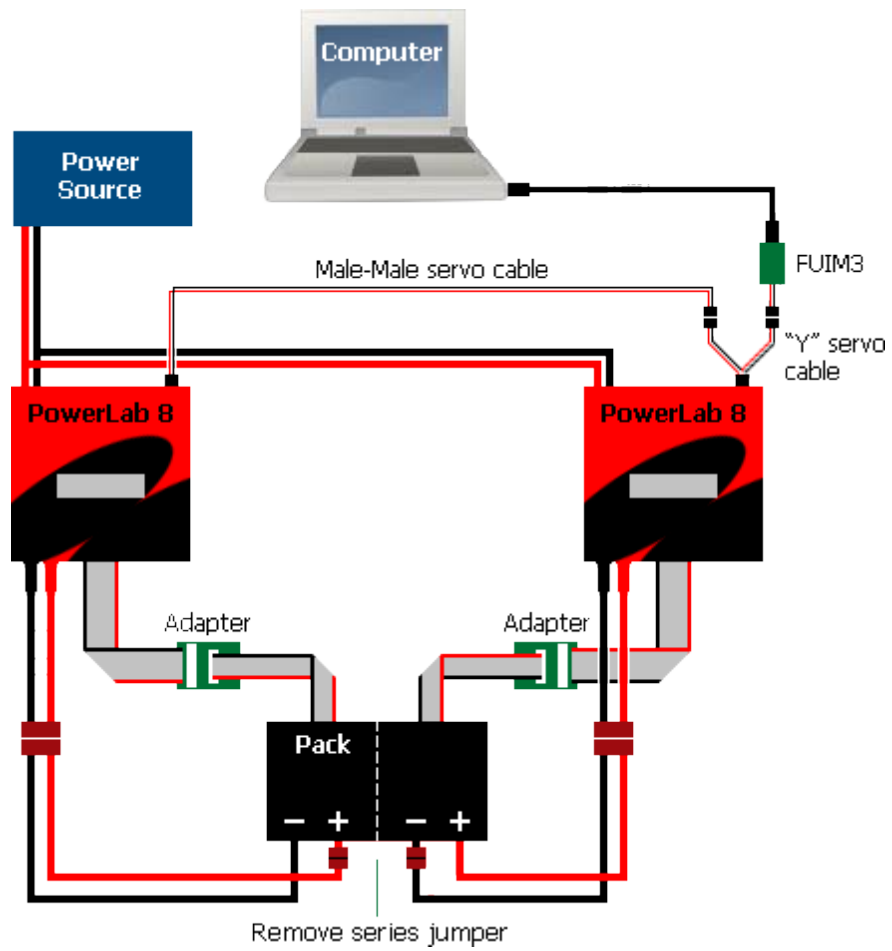 Computer
Power
Source
Male-Male servo cable
FUIM3
"Y" servo
cable
PowerLab 8
PowerLab 8
Adapter
Adapter
Pack
− +
− +
Remove series jumper